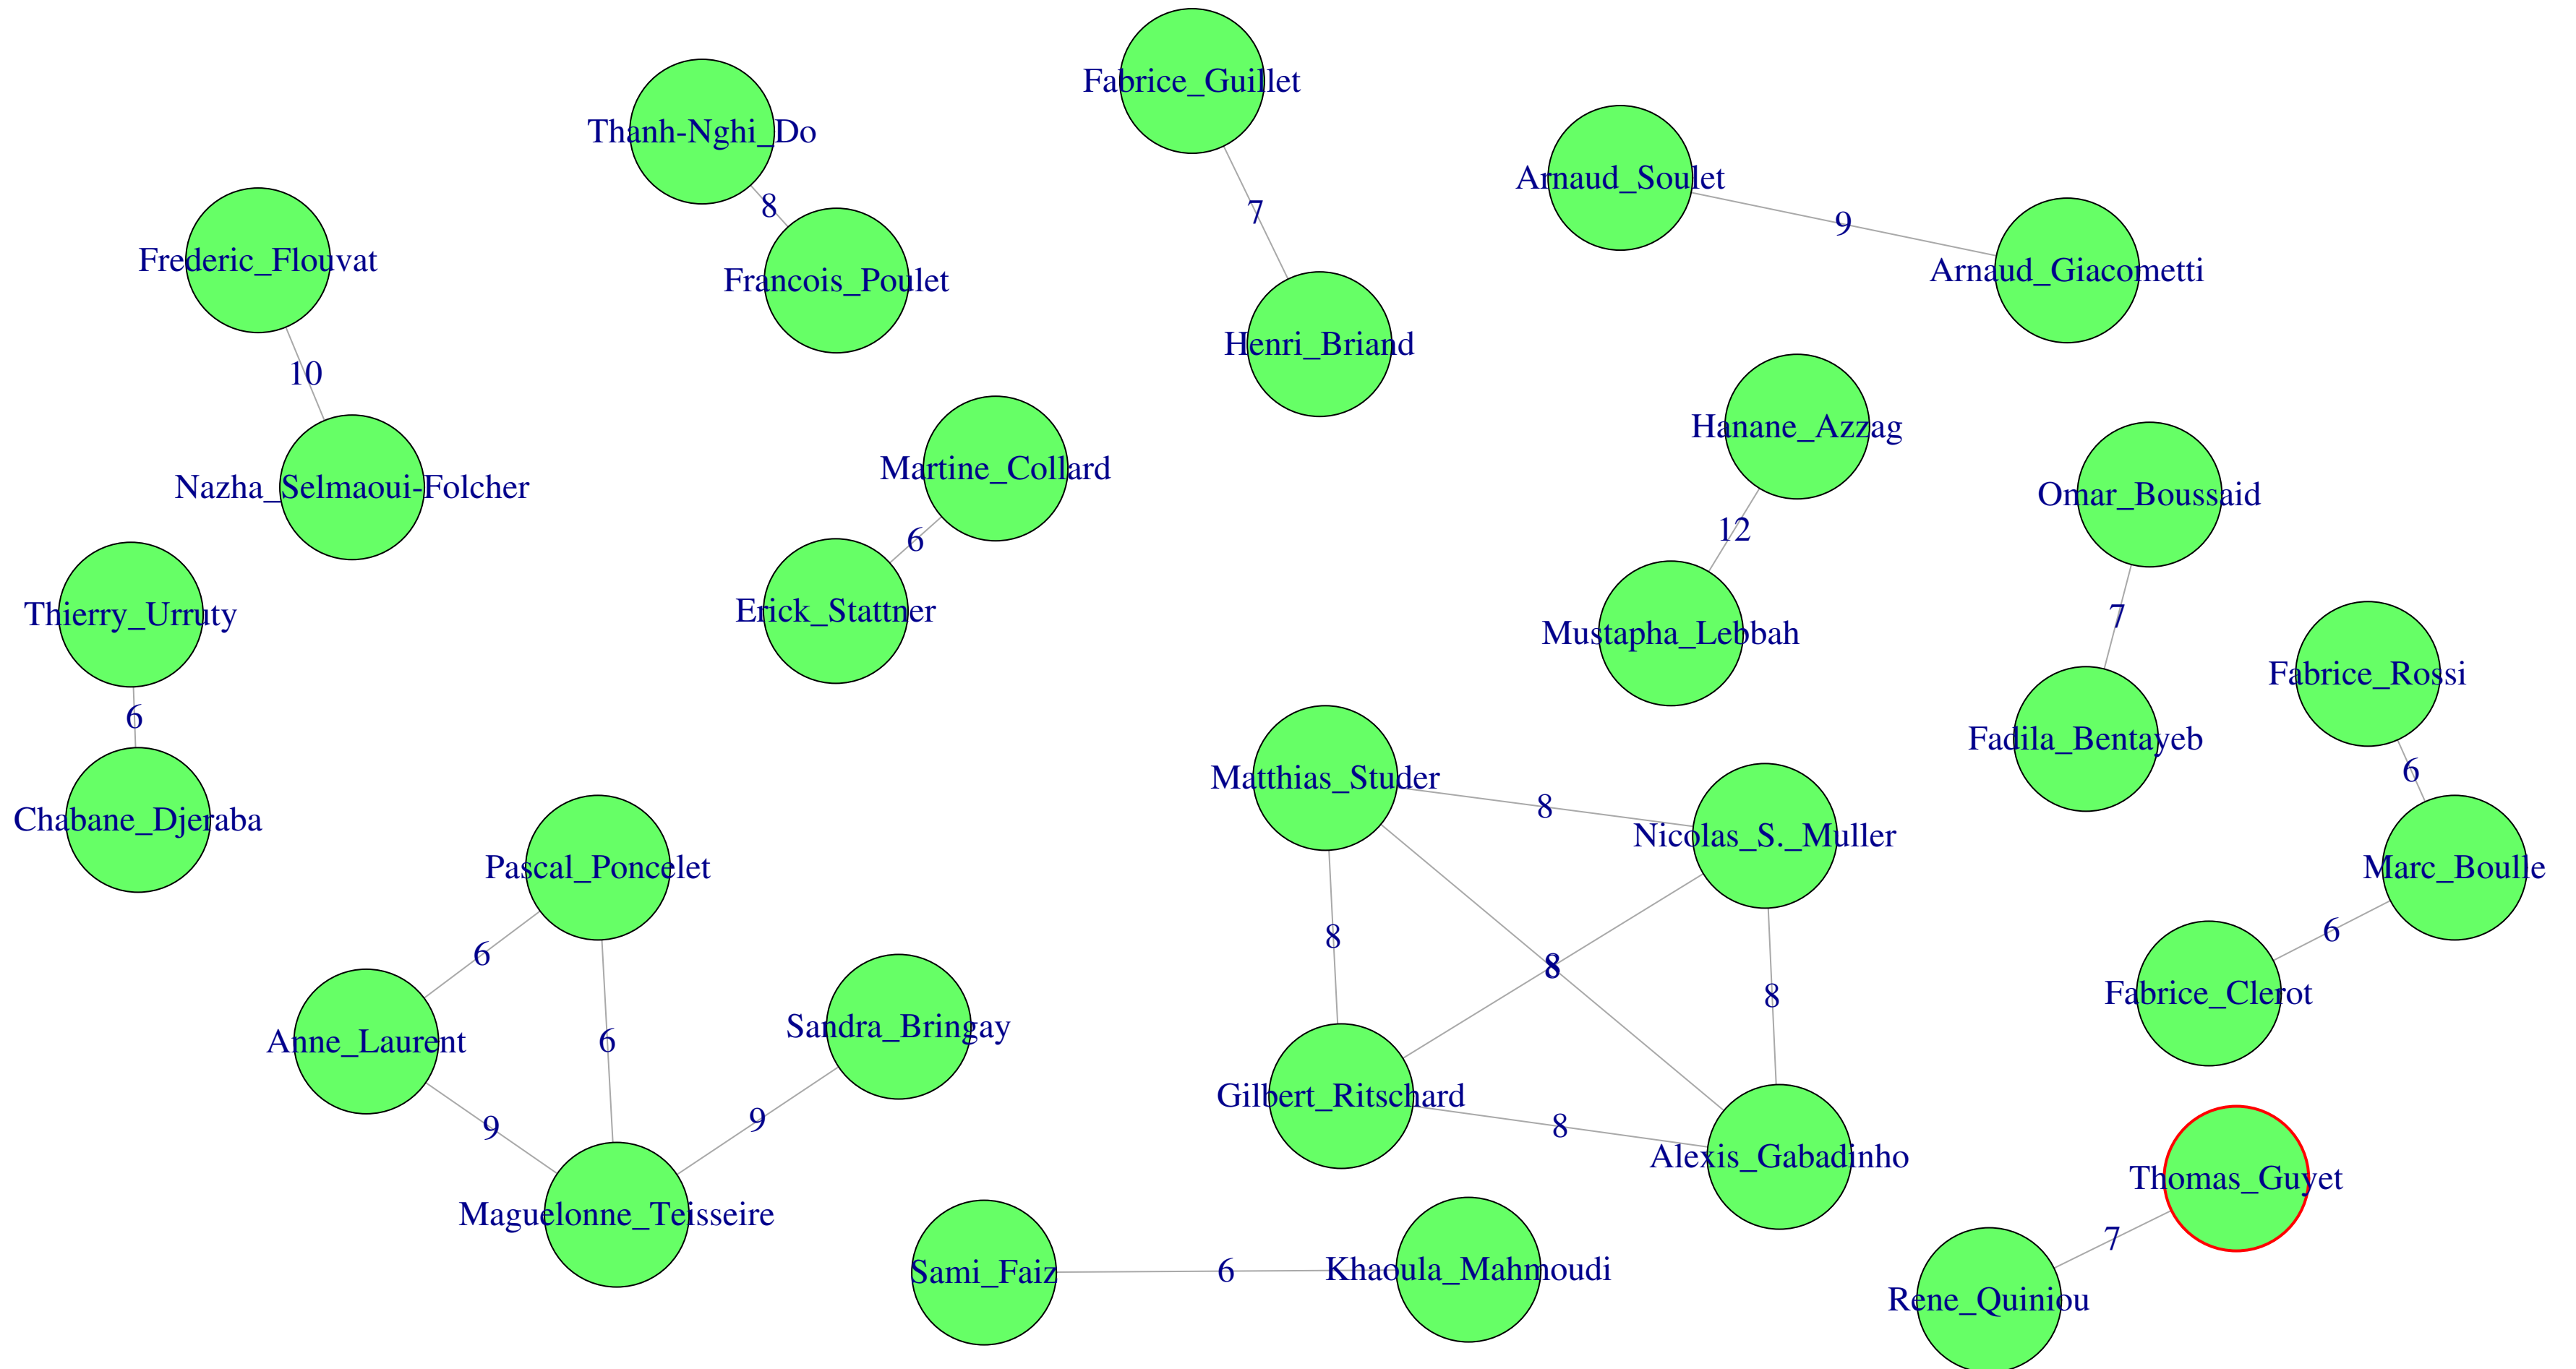 Fabrice_Guillet
Thanh-Nghi_Do
Arnaud_Soulet
8
7
9
Frederic_Flouvat
Francois_Poulet
Arnaud_Giacometti
Henri_Briand
10
Hanane_Azzag
Martine_Collard
Nazha_Selmaoui-Folcher
Omar_Boussaid
12
6
Thierry_Urruty
Erick_Stattner
7
Mustapha_Lebbah
Fabrice_Rossi
6
Fadila_Bentayeb
6
Matthias_Studer
8
Chabane_Djeraba
Nicolas_S._Muller
Pascal_Poncelet
Marc_Boulle
6
8
6
8
8
8
Fabrice_Clerot
Sandra_Bringay
Anne_Laurent
6
Gilbert_Ritschard
9
9
8
Alexis_Gabadinho
Thomas_Guyet
Maguelonne_Teisseire
7
Sami_Faiz
6
Khaoula_Mahmoudi
Rene_Quiniou